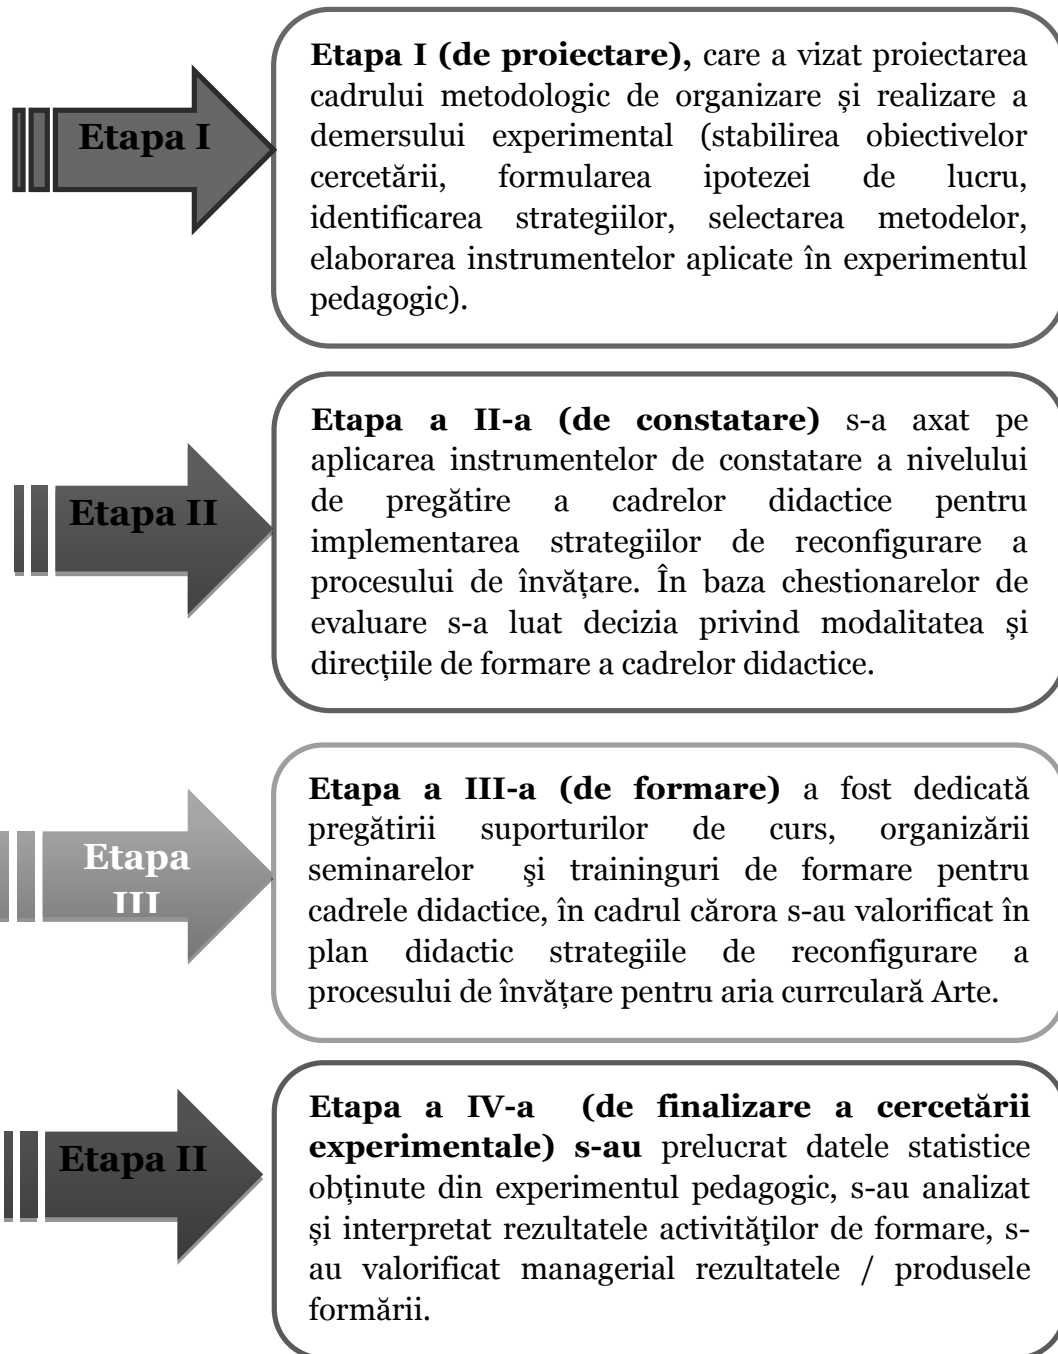 Etapa I
Etapa I (de proiectare), care a vizat proiectarea
cadrului metodologic de organizare și realizare a
demersului experimental (stabilirea obiectivelor
cercetării, formularea ipotezei de lucru,
identificarea strategiilor, selectarea metodelor,
elaborarea instrumentelor aplicate în experimentul
pedagogic).
Etapa II
Etapa a II-a (de constatare) s-a axat pe
aplicarea instrumentelor de constatare a nivelului
de pregătire a cadrelor didactice pentru
implementarea strategiilor de reconfigurare a
procesului de învățare. În baza chestionarelor de
evaluare s-a luat decizia privind modalitatea și
direcțiile de formare a cadrelor didactice.
Etapa
III
Etapa a III-a (de formare) a fost dedicată
pregătirii suporturilor de curs, organizării
seminarelor şi traininguri de formare pentru
cadrele didactice, în cadrul cărora s-au valorificat în
plan didactic strategiile de reconfigurare a
procesului de învățare pentru aria currculară Arte.
Etapa II
Etapa a IV-a (de finalizare a cercetării
experimentale) s-au prelucrat datele statistice
obținute din experimentul pedagogic, s-au analizat
și interpretat rezultatele activităţilor de formare, s-
au valorificat managerial rezultatele / produsele
formării.